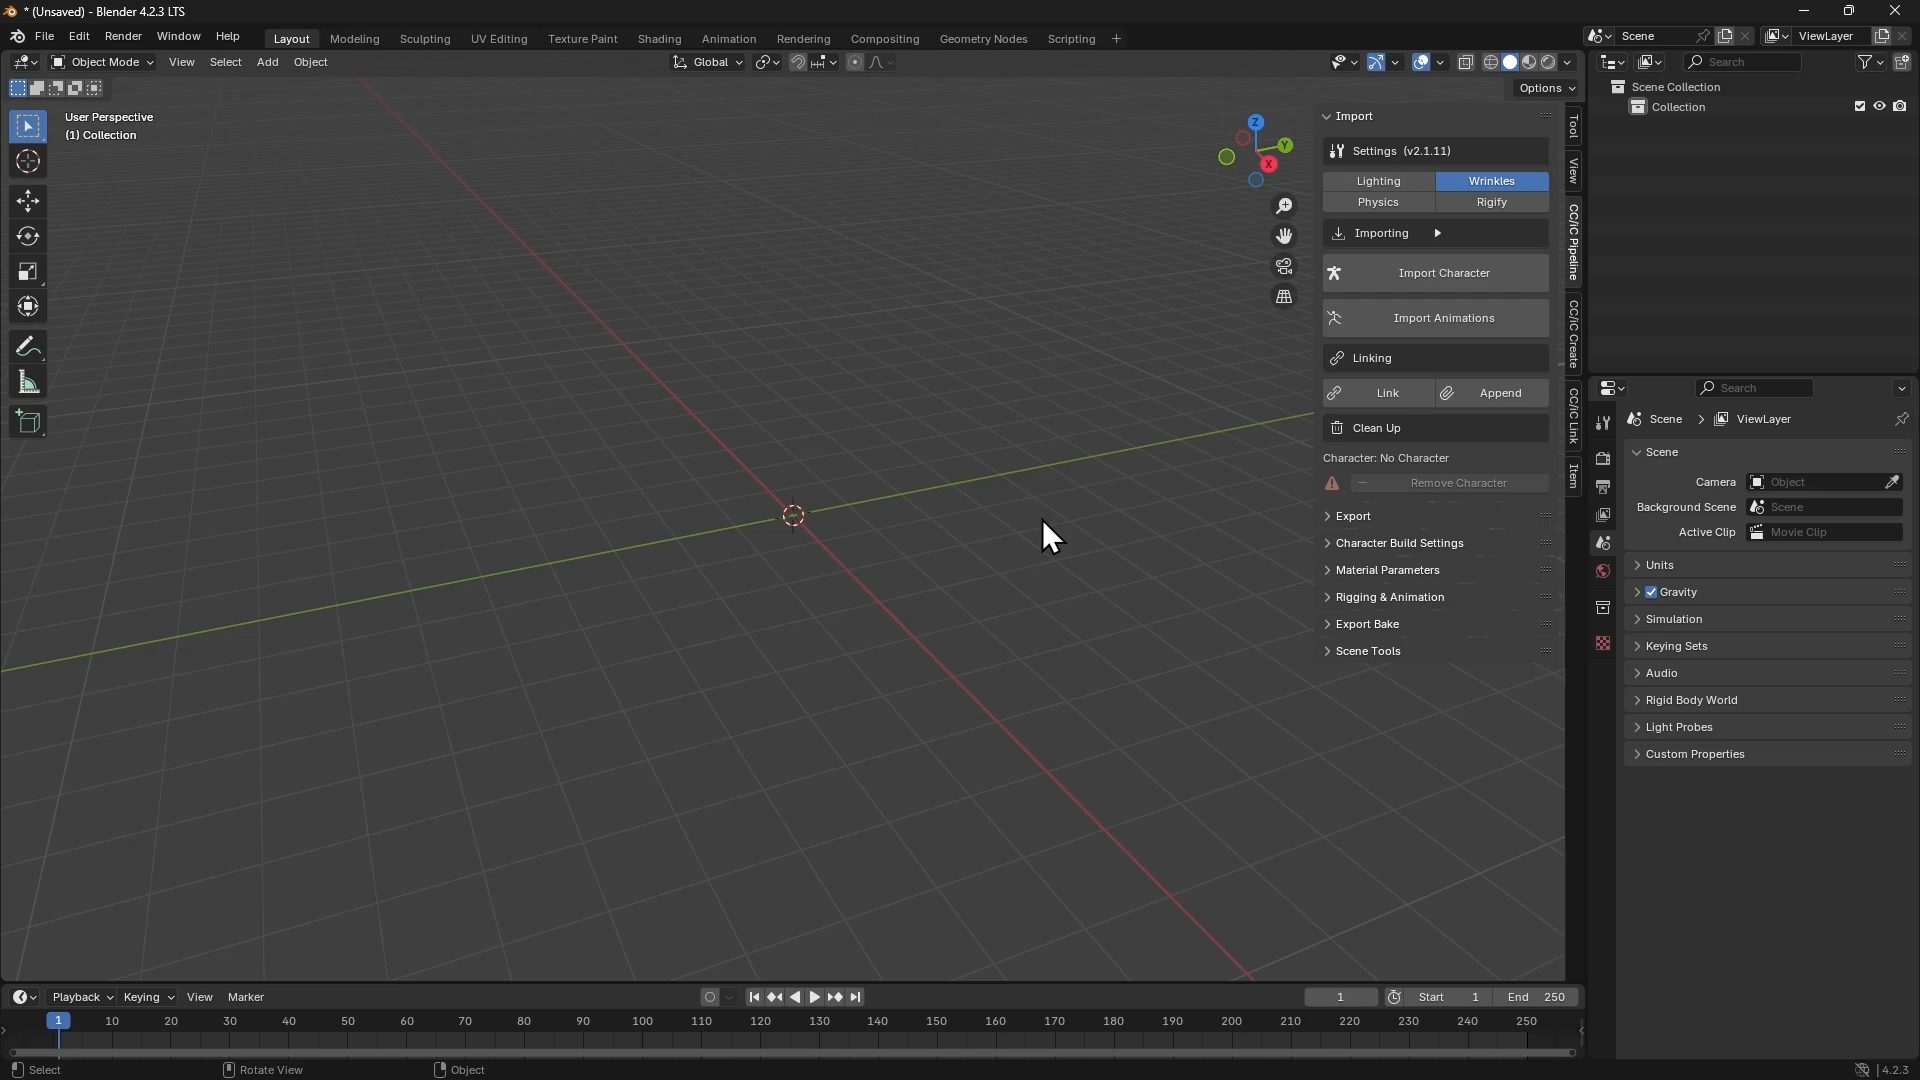 * (Unsaved) - Blender 4.2.3 LTS
File Edit Render Window Help Layout Modeling Sculpting UV Editing Texture Paint Shading Animation Rendering Compositing Geometry Nodes Scripting + Scene ViewLayer
Object Mode View Select Add Object Global Search
Options
User Perspective
(1) Collection
Z
Y
X
Import
Settings (v2.1.11)
Lighting Wrinkles
Physics Rigify
Importing
Import Character
Import Animations
Linking
Link Append
Clean Up
Character: No Character
Remove Character
Export
Character Build Settings
Material Parameters
Rigging & Animation
Export Bake
Scene Tools
Tool
View
CC/iC Pipeline
CC/iC Create
CC/iC Link
Item
Scene Collection
Collection
Search
Scene > ViewLayer
Scene
Camera Object
Background Scene Scene
Active Clip Movie Clip
Units
Gravity
Simulation
Keying Sets
Audio
Rigid Body World
Light Probes
Custom Properties
Playback Keying View Marker 1 Start 1 End 250
1 10 20 30 40 50 60 70 80 90 100 110 120 130 140 150 160 170 180 190 200 210 220 230 240 250
Select Rotate View Object 4.2.3